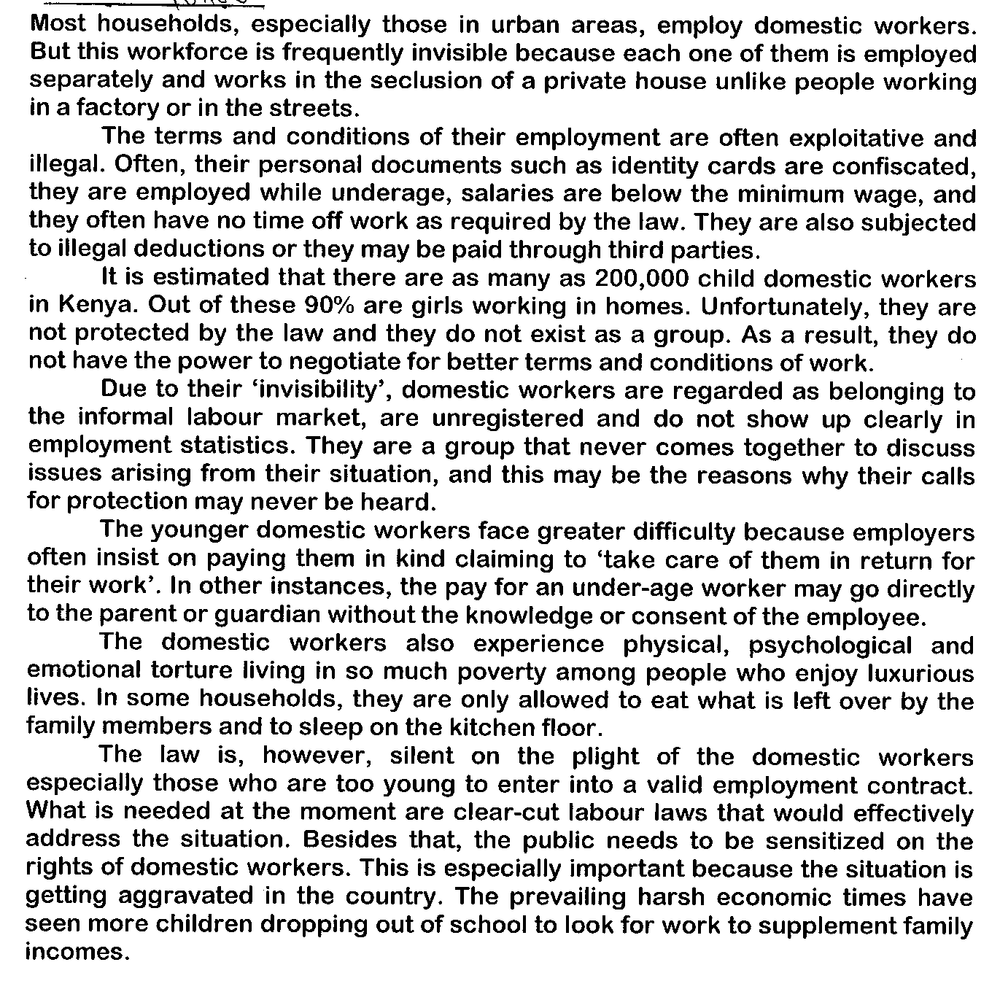 Most households, especially those in urban areas, employ domestic workers.
But this workforce is frequently invisible because each one of them is employed
separately and works in the seclusion of a private house unlike people working
in a factory or in the streets.
The terms and conditions of their employment are often exploitative and
illegal. Often, their personal documents such as identity cards are confiscated,
they are employed while underage, salaries are below the minimum wage, and
they often have no time off work as required by the law. They are also subjected
to illegal deductions or they may be paid through third parties.
It is estimated that there are as many as 200,000 child domestic workers
in Kenya. Out of these 90% are girls working in homes. Unfortunately, they are
not protected by the law and they do not exist as a group. As a result, they do
not have the power to negotiate for better terms and conditions of work.
Due to their ‘invisibility’, domestic workers are regarded as belonging to
the informal labour market, are unregistered and do not show up clearly in
employment statistics. They are a group that never comes together to discuss
issues arising from their situation, and this may be the reasons why their calls
for protection may never be heard.
The younger domestic workers face greater difficulty because employers
often insist on paying them in kind claiming to ‘take care of them in return for
their work’. In other instances, the pay for an under-age worker may go directly
to the parent or guardian without the knowledge or consent of the employee.
The domestic workers also experience physical, psychological and
emotional torture living in so much poverty among people who enjoy luxurious
lives. In some households, they are only allowed to eat what is left over by the
family members and to sleep on the kitchen floor.
The law is, however, silent on the plight of the domestic workers
especially those who are too young to enter into a valid employment contract.
What is needed at the moment are clear-cut labour laws that would effectively
address the situation. Besides that, the public needs to be sensitized on the
rights of domestic workers. This is especially important because the situation is
getting aggravated in the country. The prevailing harsh economic times have
seen more children dropping out of school to look for work to supplement family
incomes.